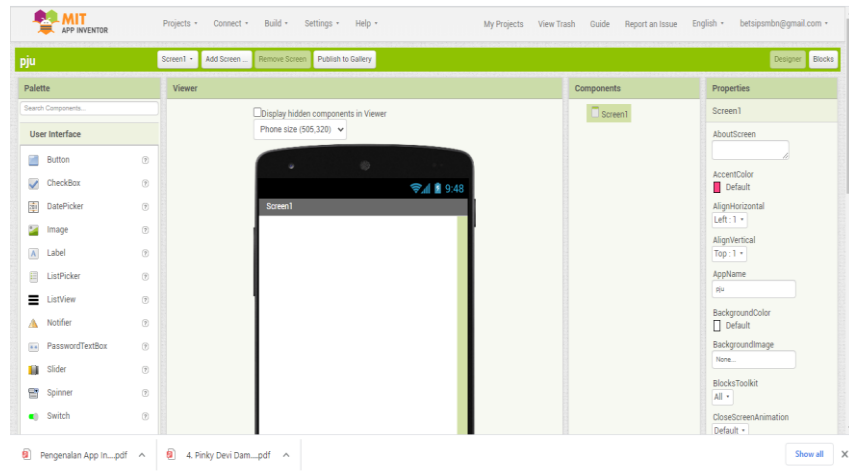 MIT
APP INVENTOR
Projects Connect Build Settings Help My Projects View Trash Guide Report an Issue English betsipsmbn@gmail.com
pju
Screen1 Add Screen ... Remove Screen Publish to Gallery Designer Blocks
Palette
Search Components...
User Interface
Button
CheckBox
DatePicker
Image
Label
ListPicker
ListView
Notifier
PasswordTextBox
Slider
Spinner
Switch
Viewer
Display hidden components in Viewer
Phone size (505,320)
9:48
Screen1
Components
Screen1
Properties
Screen1
AboutScreen
AccentColor
Default
AlignHorizontal
Left : 1
AlignVertical
Top : 1
AppName
pju
BackgroundColor
Default
BackgroundImage
None...
BlocksToolkit
All
CloseScreenAnimation
Default
Pengenalan App In....pdf 4. Pinky Devi Dam....pdf Show all X